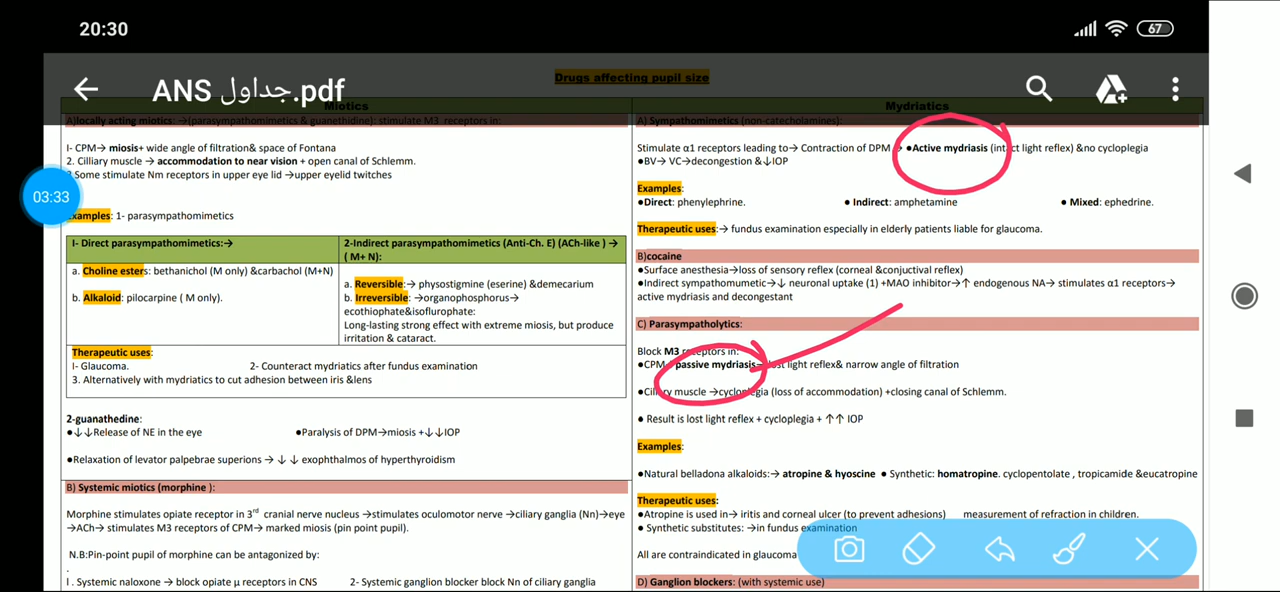 20:30
67
Drugs affecting pupil size
ANS جداول.pdf
Miotics
A)locally acting miotics: →(parasympathomimetics & guanethidine): stimulate M3 receptors in:
I- CPM→ miosis+ wide angle of filtration& space of Fontana
2. Cilliary muscle → accommodation to near vision + open canal of Schlemm.
Some stimulate Nm receptors in upper eye lid →upper eyelid twitches
03:33
Examples: 1- parasympathomimetics
I- Direct parasympathomimetics:→
a. Choline esters: bethanichol (M only) &carbachol (M+N)
b. Alkaloid: pilocarpine ( M only).
2-Indirect parasympathomimetics (Anti-Ch. E) (ACh-like ) →
( M+ N):
a. Reversible: → physostigmine (eserine) &demecarium
b. Irreversible: →organophosphorus→
ecothiophate&isoflurophate:
Long-lasting strong effect with extreme miosis, but produce
irritation & cataract.
Therapeutic uses:
I- Glaucoma. 2- Counteract mydriatics after fundus examination
3. Alternatively with mydriatics to cut adhesion between iris &lens
2-guanathedine:
●↓↓Release of NE in the eye ●Paralysis of DPM→miosis +↓↓IOP
●Relaxation of levator palpebrae superions → ↓ ↓ exophthalmos of hyperthyroidism
B) Systemic miotics (morphine ):
Morphine stimulates opiate receptor in 3rd cranial nerve nucleus →stimulates oculomotor nerve →ciliary ganglia (Nn)→eye
→ACh→ stimulates M3 receptors of CPM→ marked miosis (pin point pupil).
N.B:Pin-point pupil of morphine can be antagonized by:
.
I . Systemic naloxone → block opiate μ receptors in CNS 2- Systemic ganglion blocker block Nn of ciliary ganglia
Mydriatics
A) Sympathomimetics (non-catecholamines):
Stimulate α1 receptors leading to→ Contraction of DPM → ●Active mydriasis (intact light reflex) &no cycloplegia
●BV→ VC→decongestion &↓IOP
Examples:
●Direct: phenylephrine. ● Indirect: amphetamine ● Mixed: ephedrine.
Therapeutic uses:→ fundus examination especially in elderly patients liable for glaucoma.
B)cocaine
●Surface anesthesia→loss of sensory reflex (corneal &conjuctival reflex)
●Indirect sympathomumetic→↓ neuronal uptake (1) +MAO inhibitor→↑ endogenous NA→ stimulates α1 receptors→
active mydriasis and decongestant
C) Parasympatholytics:
Block M3 receptors in:
●CPM passive mydriasis→ lost light reflex& narrow angle of filtration
●Ciliary muscle →cycloplegia (loss of accommodation) +closing canal of Schlemm.
● Result is lost light reflex + cycloplegia + ↑↑ IOP
Examples:
●Natural belladona alkaloids:→ atropine & hyoscine ● Synthetic: homatropine. cyclopentolate , tropicamide &eucatropine
Therapeutic uses:
●Atropine is used in→ iritis and corneal ulcer (to prevent adhesions) measurement of refraction in children.
● Synthetic substitutes: →in fundus examination
All are contraindicated in glaucoma
D) Ganglion blockers: (with systemic use)